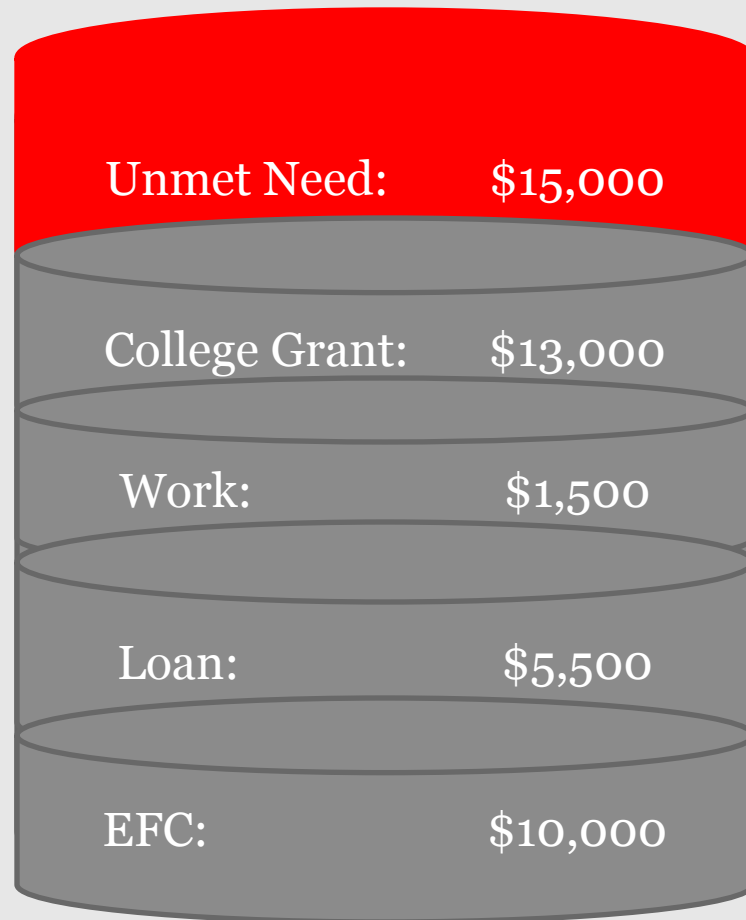 Unmet Need: $15,000
College Grant: $13,000
Work: $1,500
Loan: $5,500
EFC: $10,000